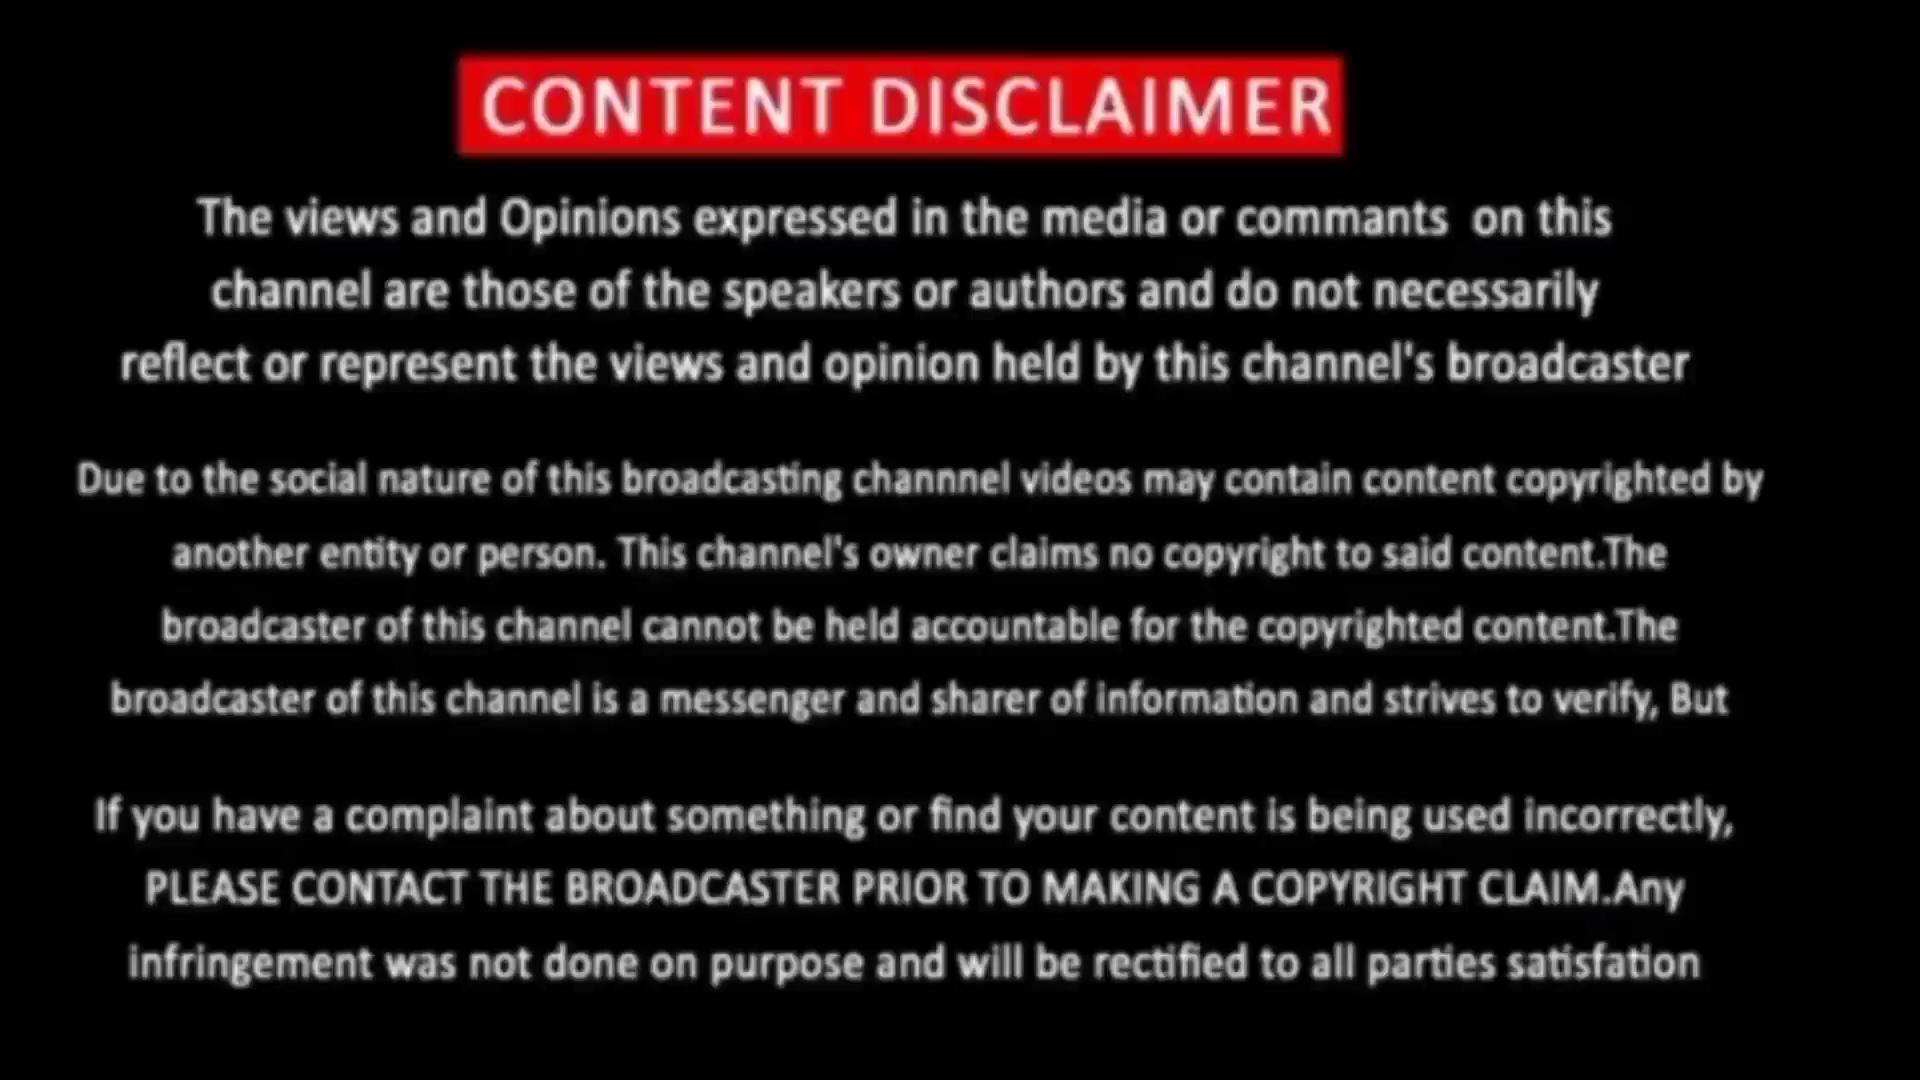 CONTENT DISCLAIMER
The views and Opinions expressed in the media or commants on this
channel are those of the speakers or authors and do not necessarily
reflect or represent the views and opinion held by this channel's broadcaster
Due to the social nature of this broadcasting channnel videos may contain content copyrighted by
another entity or person. This channel's owner claims no copyright to said content.The
broadcaster of this channel cannot be held accountable for the copyrighted content.The
broadcaster of this channel is a messenger and sharer of information and strives to verify, But
If you have a complaint about something or find your content is being used incorrectly,
PLEASE CONTACT THE BROADCASTER PRIOR TO MAKING A COPYRIGHT CLAIM.Any
infringement was not done on purpose and will be rectified to all parties satisfation